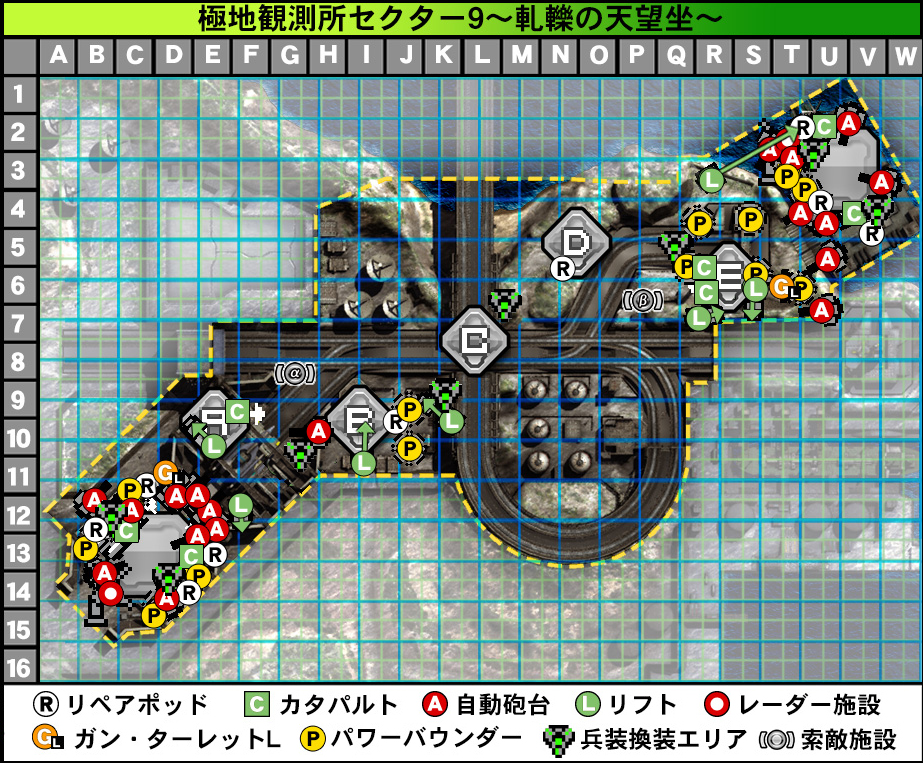 極地観測所セクター9～軋轢の天望坐～
A B C D E F G H I J K L M N O P Q R S T U V W
1
2
R C A
A
A
3
P
L
A
P
4
R
P P A C
A
R
5
D
P C E P A
R
6
C L G L P
(β)
L A
7
C
8
(α)
9
A C P
B R
L
10
A
L P
L
11
G L
P R A A
A
12
A L
A
R C A
A
13
P C R
A P
14
R
A
P
15
16
R リペアポッド C カタパルト A 自動砲台 L リフト レーダー施設
G L ガン・ターレットL P パワーバウンダー 兵装換装エリア 索敵施設